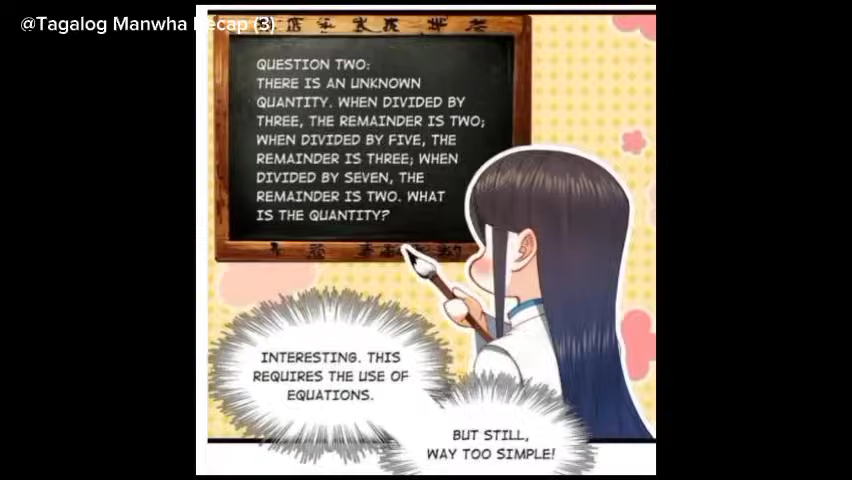 @Tagalog Manwha Recap (3)
QUESTION TWO:
THERE IS AN UNKNOWN
QUANTITY. WHEN DIVIDED BY
THREE, THE REMAINDER IS TWO;
WHEN DIVIDED BY FIVE, THE
REMAINDER IS THREE; WHEN
DIVIDED BY SEVEN, THE
REMAINDER IS TWO. WHAT
IS THE QUANTITY?
INTERESTING. THIS
REQUIRES THE USE OF
EQUATIONS.
BUT STILL,
WAY TOO SIMPLE!